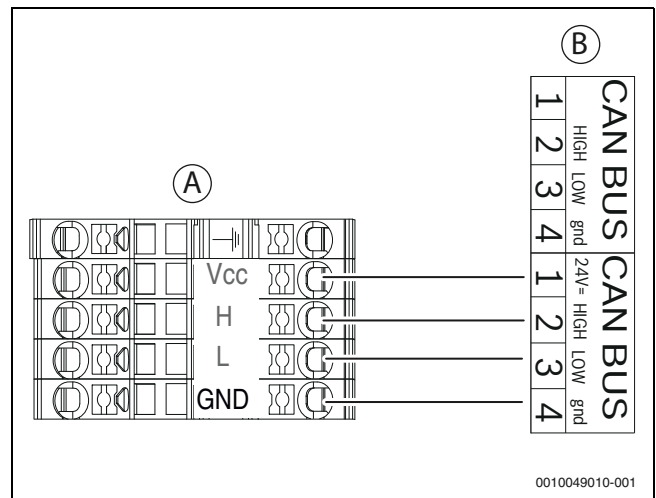 B
CAN BUS
1
2 HIGH
3 LOW
4 gnd
CAN BUS
1 24V=
2 HIGH
3 LOW
4 gnd
A
Vcc
H
L
GND
0010049010-001